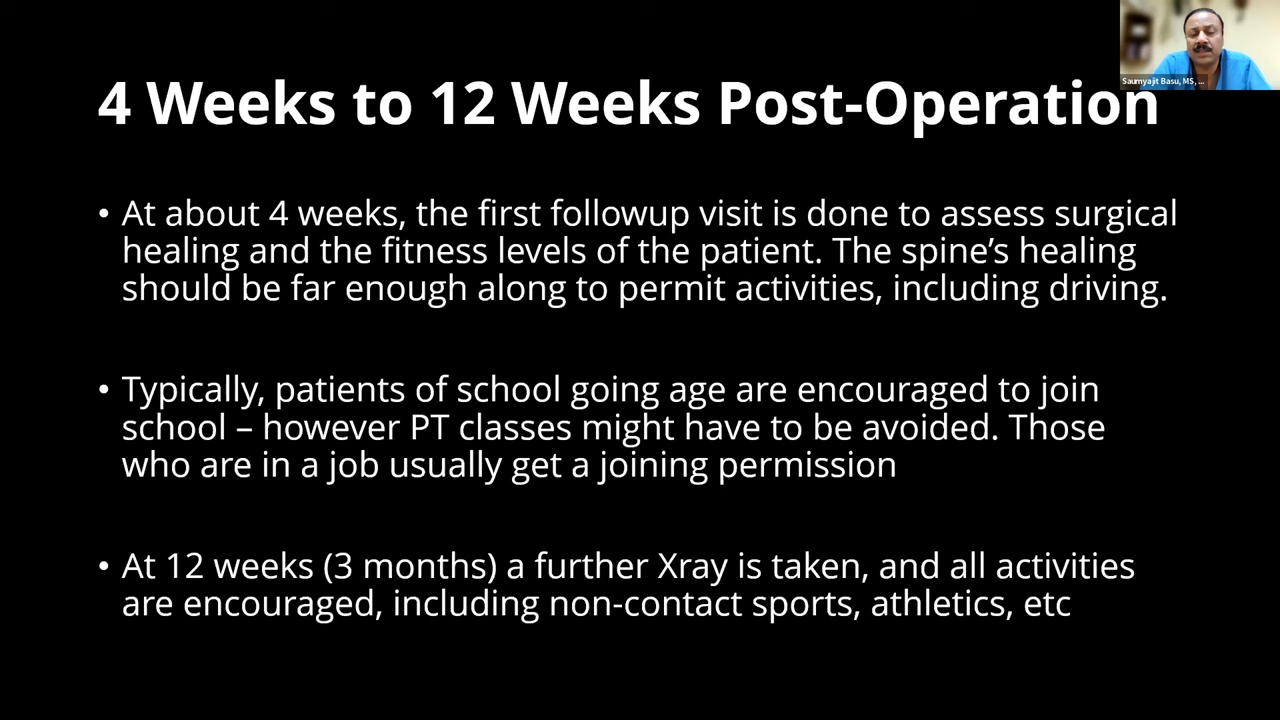 Saumyajit Basu, MS, ...
4 Weeks to 12 Weeks Post-Operation
• At about 4 weeks, the first followup visit is done to assess surgical
healing and the fitness levels of the patient. The spine’s healing
should be far enough along to permit activities, including driving.
• Typically, patients of school going age are encouraged to join
school – however PT classes might have to be avoided. Those
who are in a job usually get a joining permission
• At 12 weeks (3 months) a further Xray is taken, and all activities
are encouraged, including non-contact sports, athletics, etc